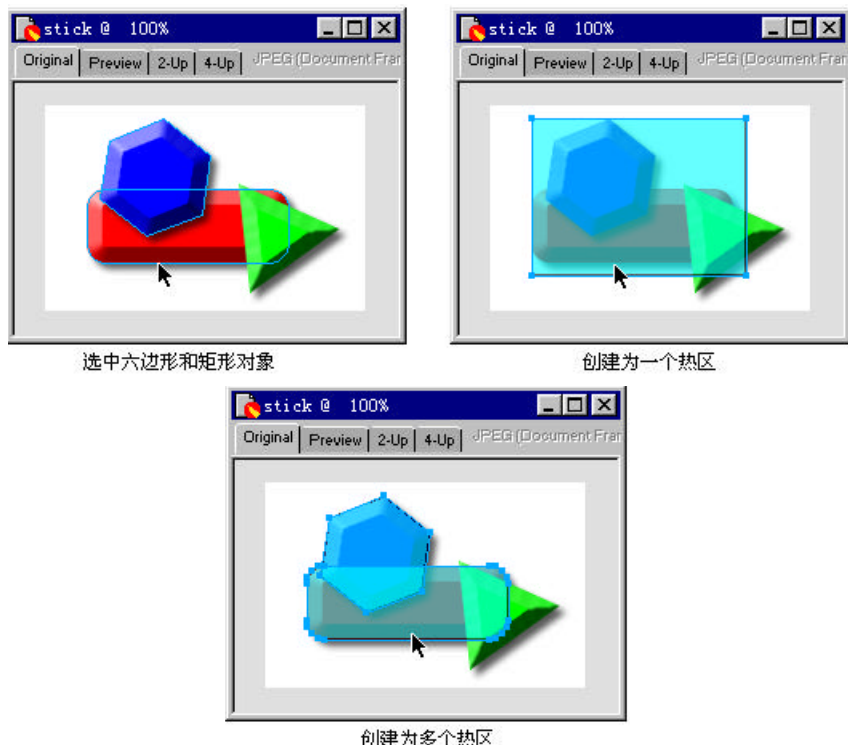 stick @ 100%
Original Preview 2-Up 4-Up JPEG (Document Fran
选中六边形和矩形对象
stick @ 100%
Original Preview 2-Up 4-Up JPEG (Document Fran
创建为一个热区
stick @ 100%
Original Preview 2-Up 4-Up JPEG (Document Fran
创建为多个热区